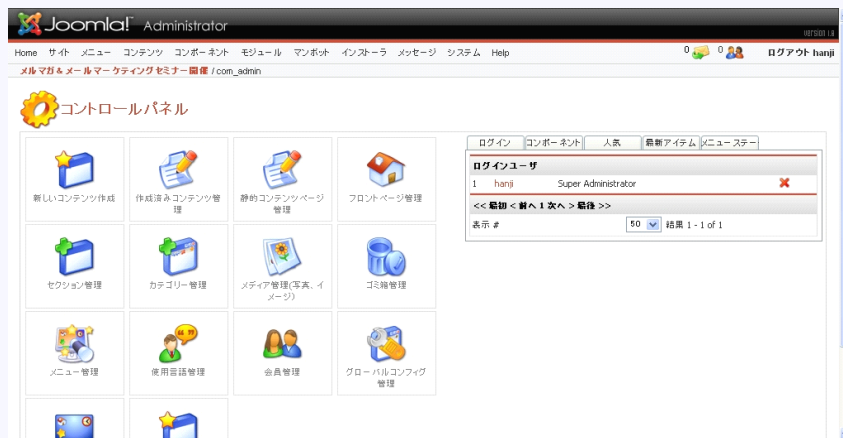 Joomla! Administrator
version 1.0
Home サイト メニュー コンテンツ コンポーネント モジュール マンボット インストーラ メッセージ システム Help 0 0 ログアウト hanji
メルマガ&メールマーケティングセミナー開催 / com_admin
コントロールパネル
ログイン コンポーネント 人気 最新アイテム メニューステー
ログインユーザ
1 hanji Super Administrator
<< 最初 < 前へ 1 次へ > 最後 >>
表示 # 50 結果 1 - 1 of 1
新しいコンテンツ作成
作成済みコンテンツ管
理
静的コンテンツページ
管理
フロントページ管理
セクション管理
カテゴリー管理
メディア管理(写真、イ
メージ)
ゴミ箱管理
メニュー管理
使用言語管理
会員管理
グローバルコンフィグ
管理